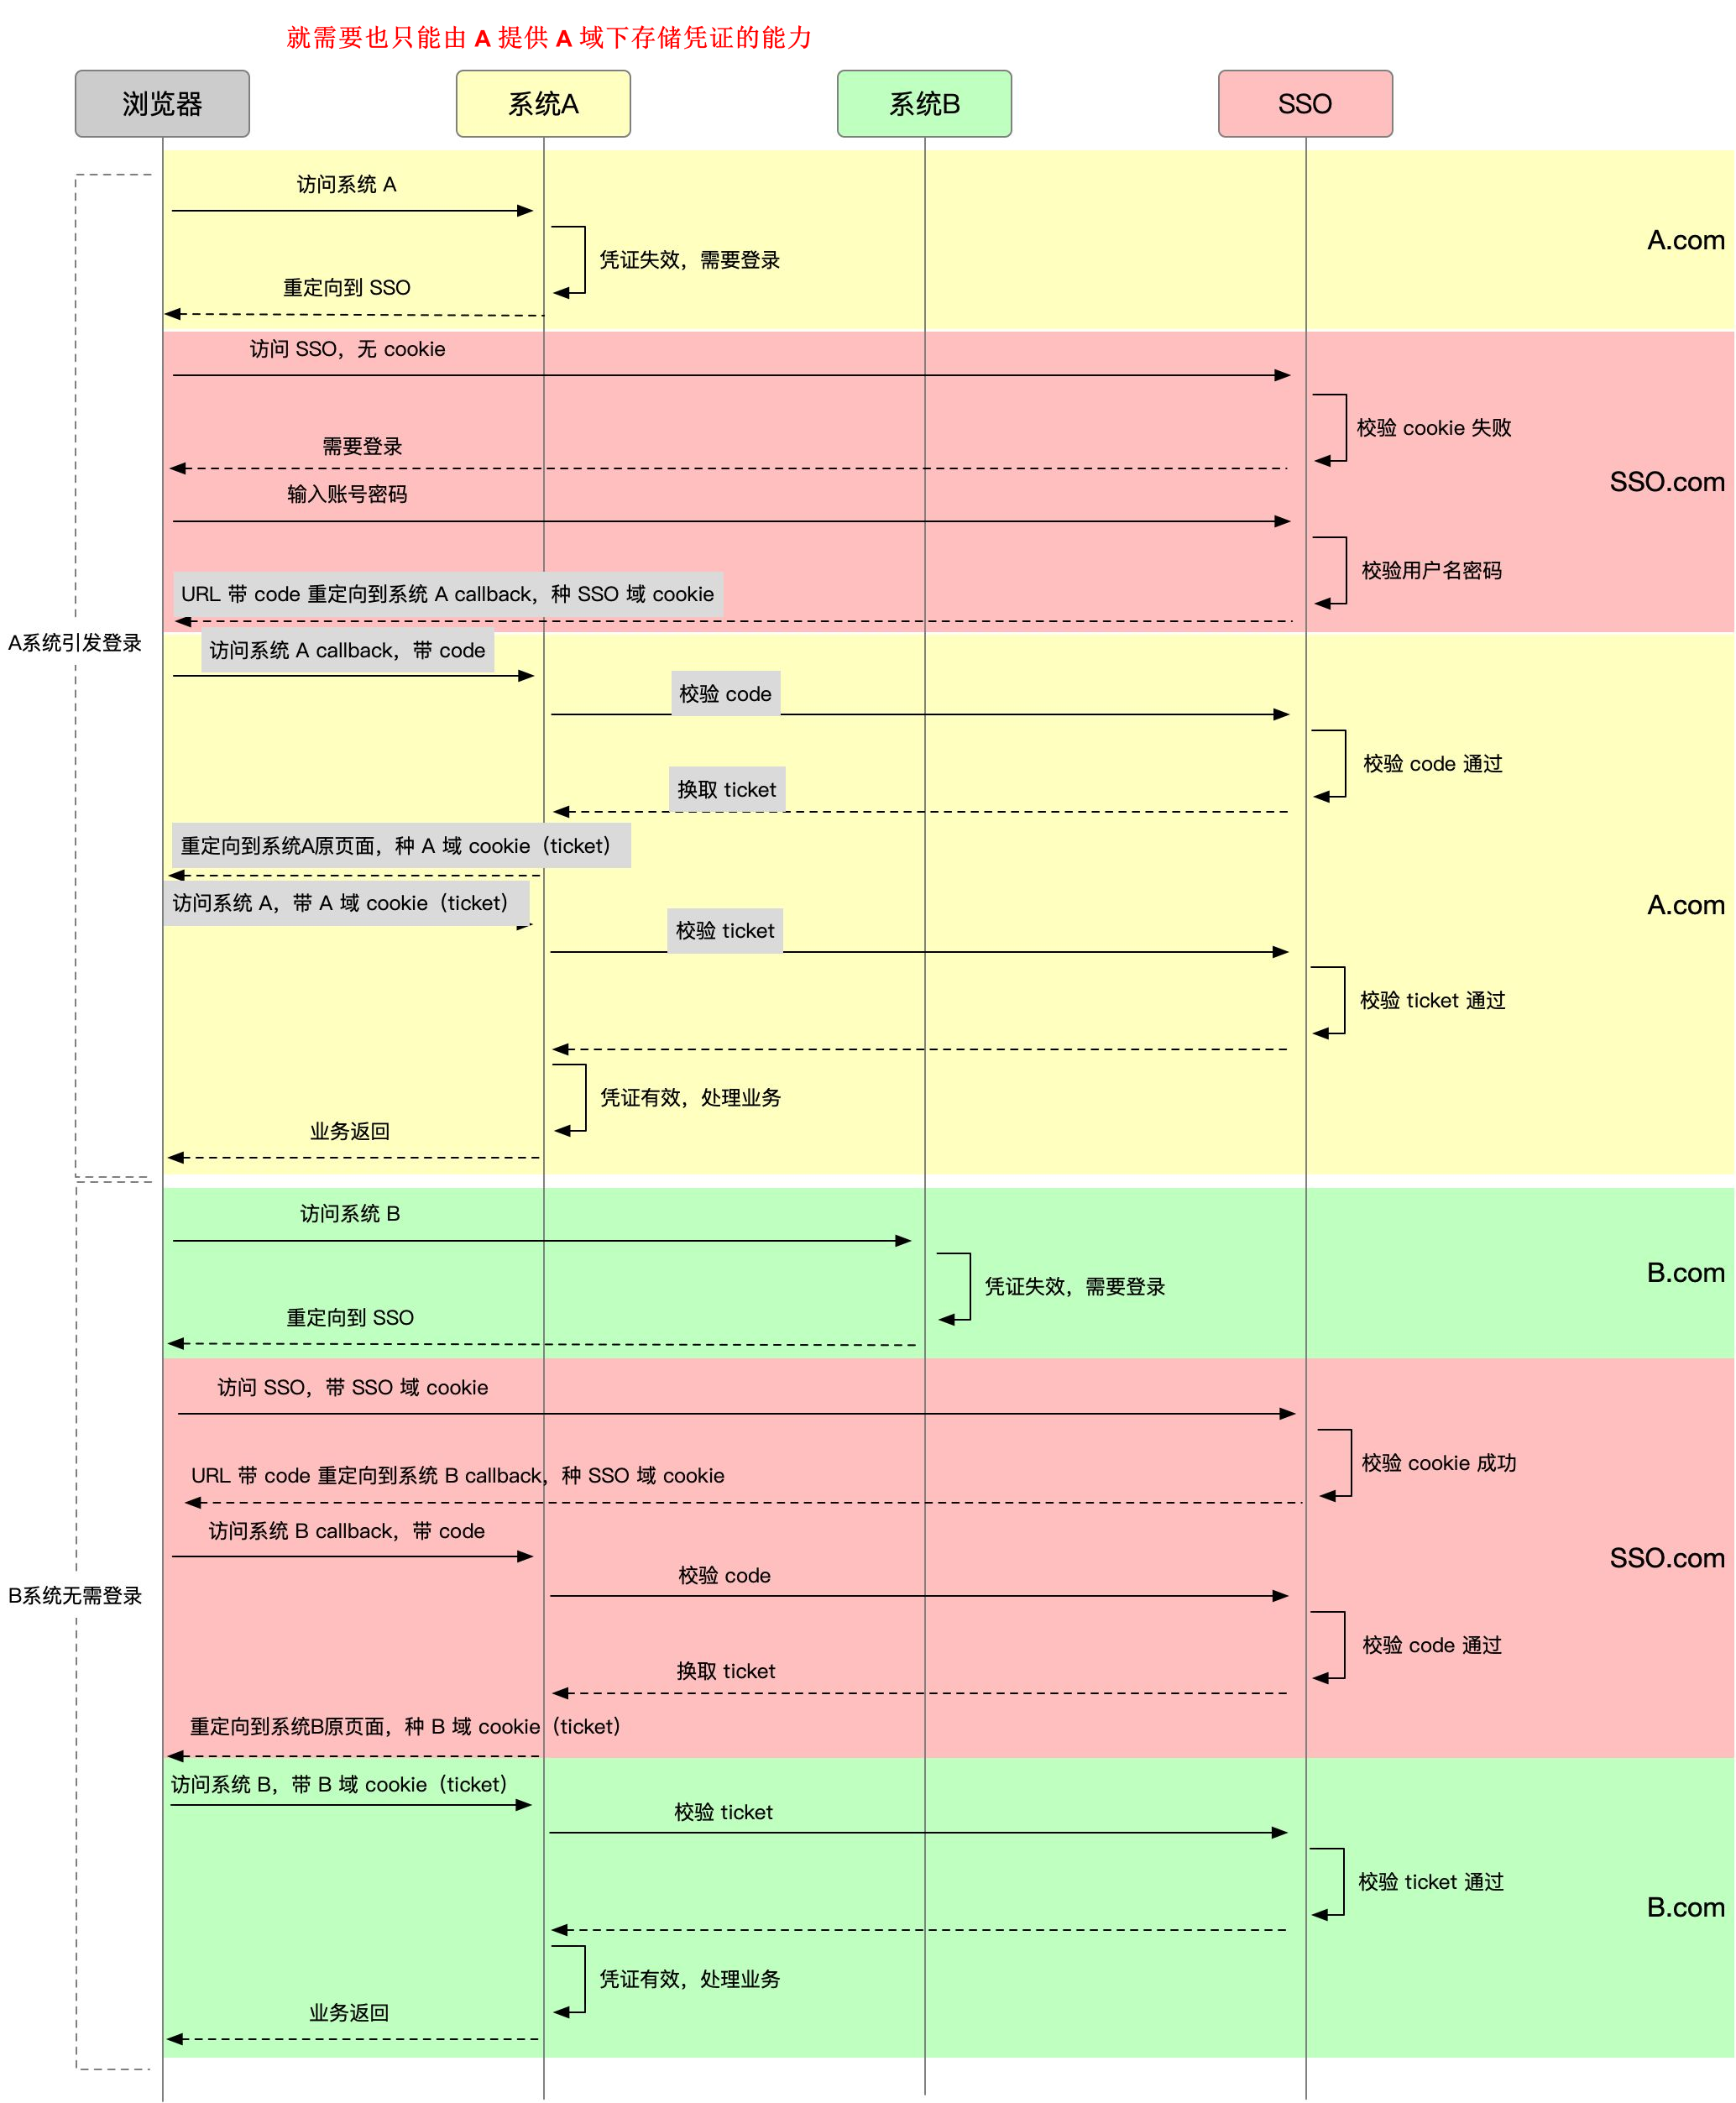 就需要也只能由 A 提供 A 域下存储凭证的能力
浏览器
系统A
系统B
SSO
访问系统 A
A.com
凭证失效，需要登录
重定向到 SSO
访问 SSO，无 cookie
校验 cookie 失败
需要登录
SSO.com
输入账号密码
校验用户名密码
URL 带 code 重定向到系统 A callback，种 SSO 域 cookie
A系统引发登录
访问系统 A callback，带 code
校验 code
校验 code 通过
换取 ticket
重定向到系统A原页面，种 A 域 cookie（ticket）
访问系统 A，带 A 域 cookie（ticket）
A.com
校验 ticket
校验 ticket 通过
凭证有效，处理业务
业务返回
访问系统 B
B.com
凭证失效，需要登录
重定向到 SSO
访问 SSO，带 SSO 域 cookie
校验 cookie 成功
URL 带 code 重定向到系统 B callback，种 SSO 域 cookie
访问系统 B callback，带 code
SSO.com
校验 code
B系统无需登录
校验 code 通过
换取 ticket
重定向到系统B原页面，种 B 域 cookie（ticket）
访问系统 B，带 B 域 cookie（ticket）
校验 ticket
校验 ticket 通过
B.com
凭证有效，处理业务
业务返回